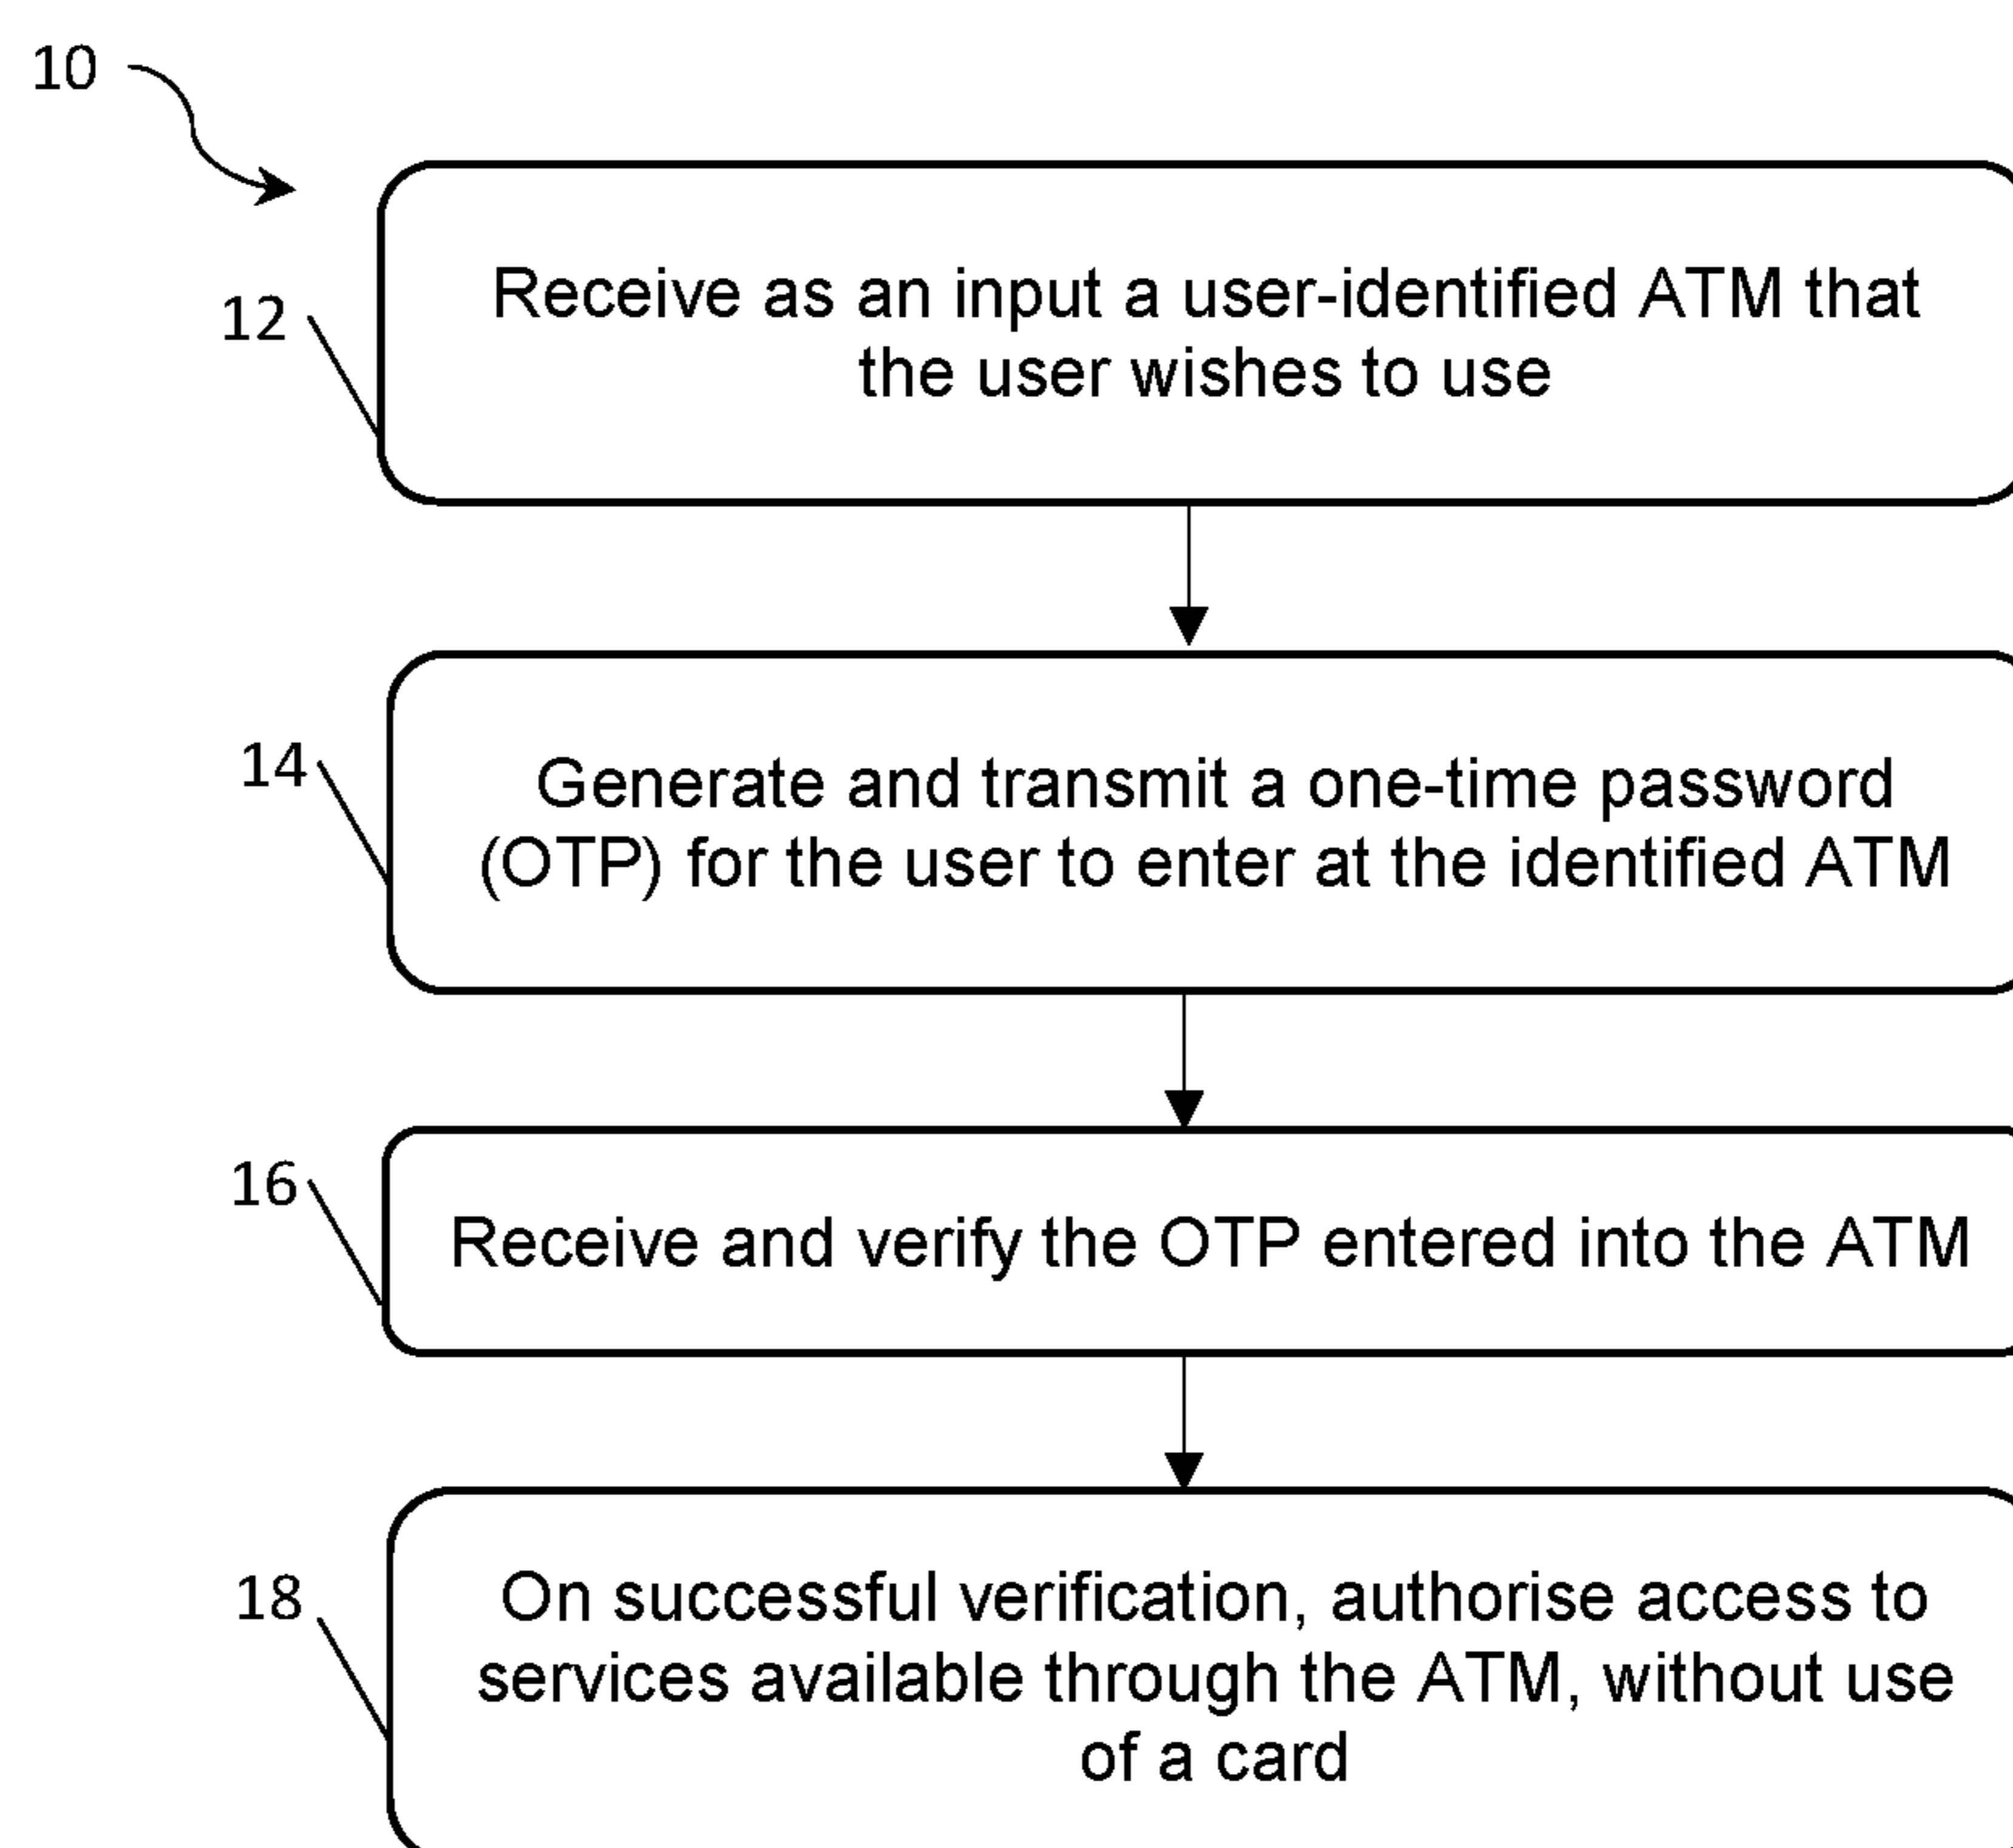 10
12
Receive as an input a user-identified ATM that
the user wishes to use
14
Generate and transmit a one-time password
(OTP) for the user to enter at the identified ATM
16
Receive and verify the OTP entered into the ATM
18
On successful verification, authorise access to
services available through the ATM, without use
of a card